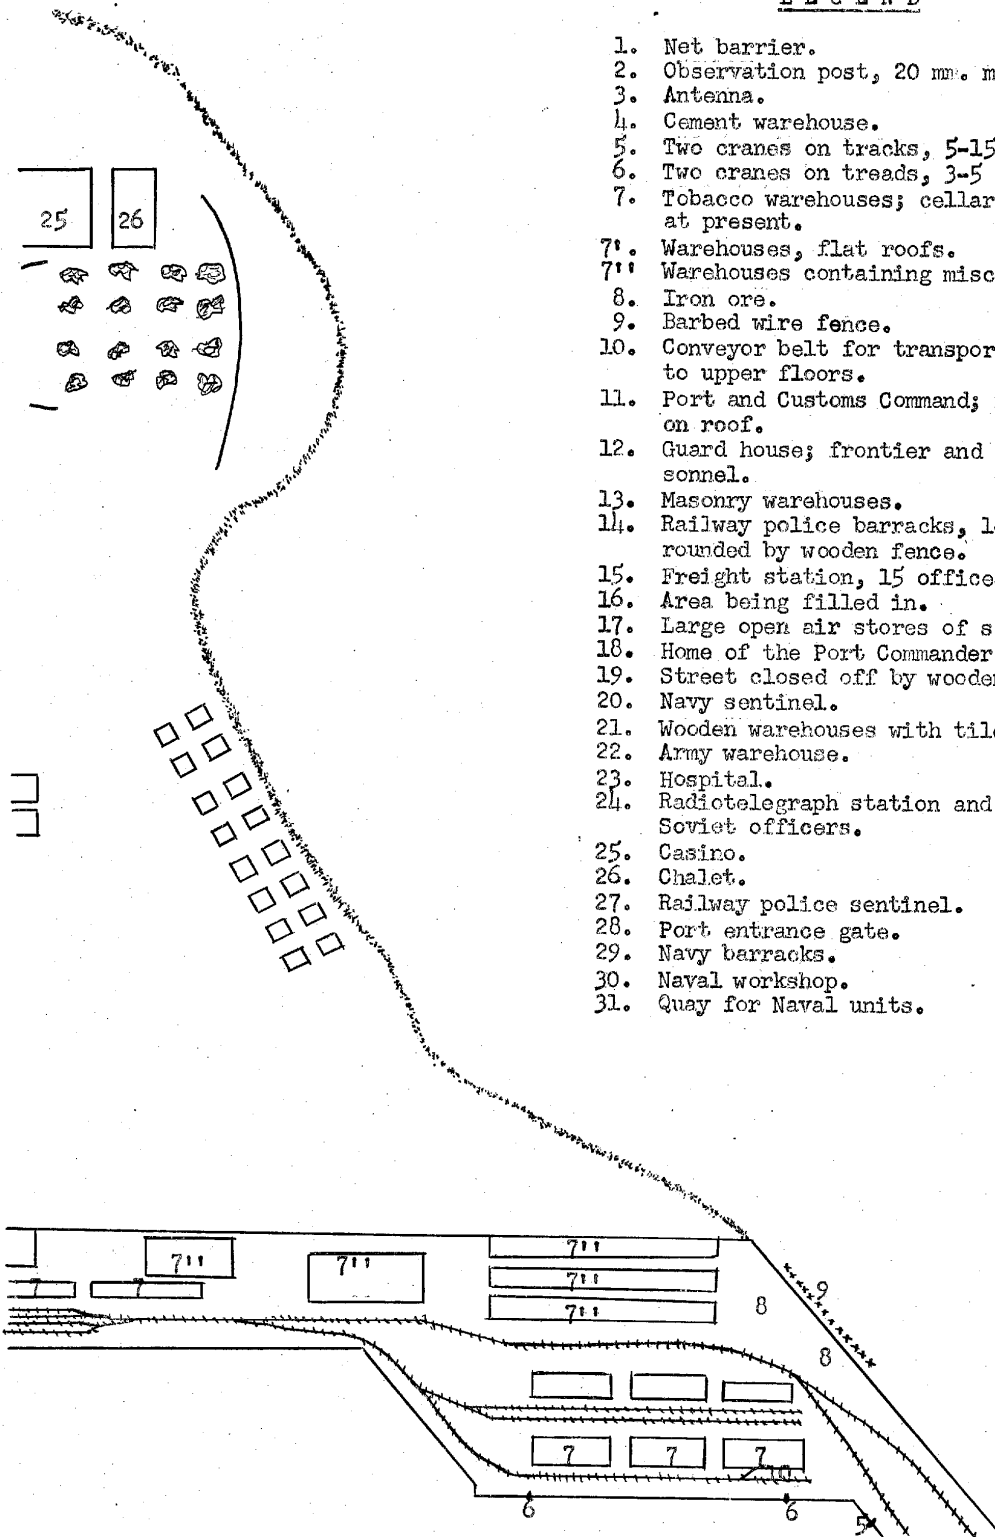 LEGEND
1. Net barrier.
2. Observation post, 20 mm. m
3. Antenna.
4. Cement warehouse.
5. Two cranes on tracks, 5-15
6. Two cranes on treads, 3-5
7. Tobacco warehouses; cellar
at present.
7'. Warehouses, flat roofs.
7'' Warehouses containing misc
8. Iron ore.
9. Barbed wire fence.
10. Conveyor belt for transpor
to upper floors.
11. Port and Customs Command;
on roof.
12. Guard house; frontier and
sonnel.
13. Masonry warehouses.
14. Railway police barracks, 1
rounded by wooden fence.
15. Freight station, 15 office
16. Area being filled in.
17. Large open air stores of s
18. Home of the Port Commander
19. Street closed off by wooden
20. Navy sentinel.
21. Wooden warehouses with tile
22. Army warehouse.
23. Hospital.
24. Radiotelegraph station and
Soviet officers.
25. Casino.
26. Chalet.
27. Railway police sentinel.
28. Port entrance gate.
29. Navy barracks.
30. Naval workshop.
31. Quay for Naval units.
25 26
7''
7'' 7''
7''
7 7
7''
9
8
8
7 7 7
10
6 6
5